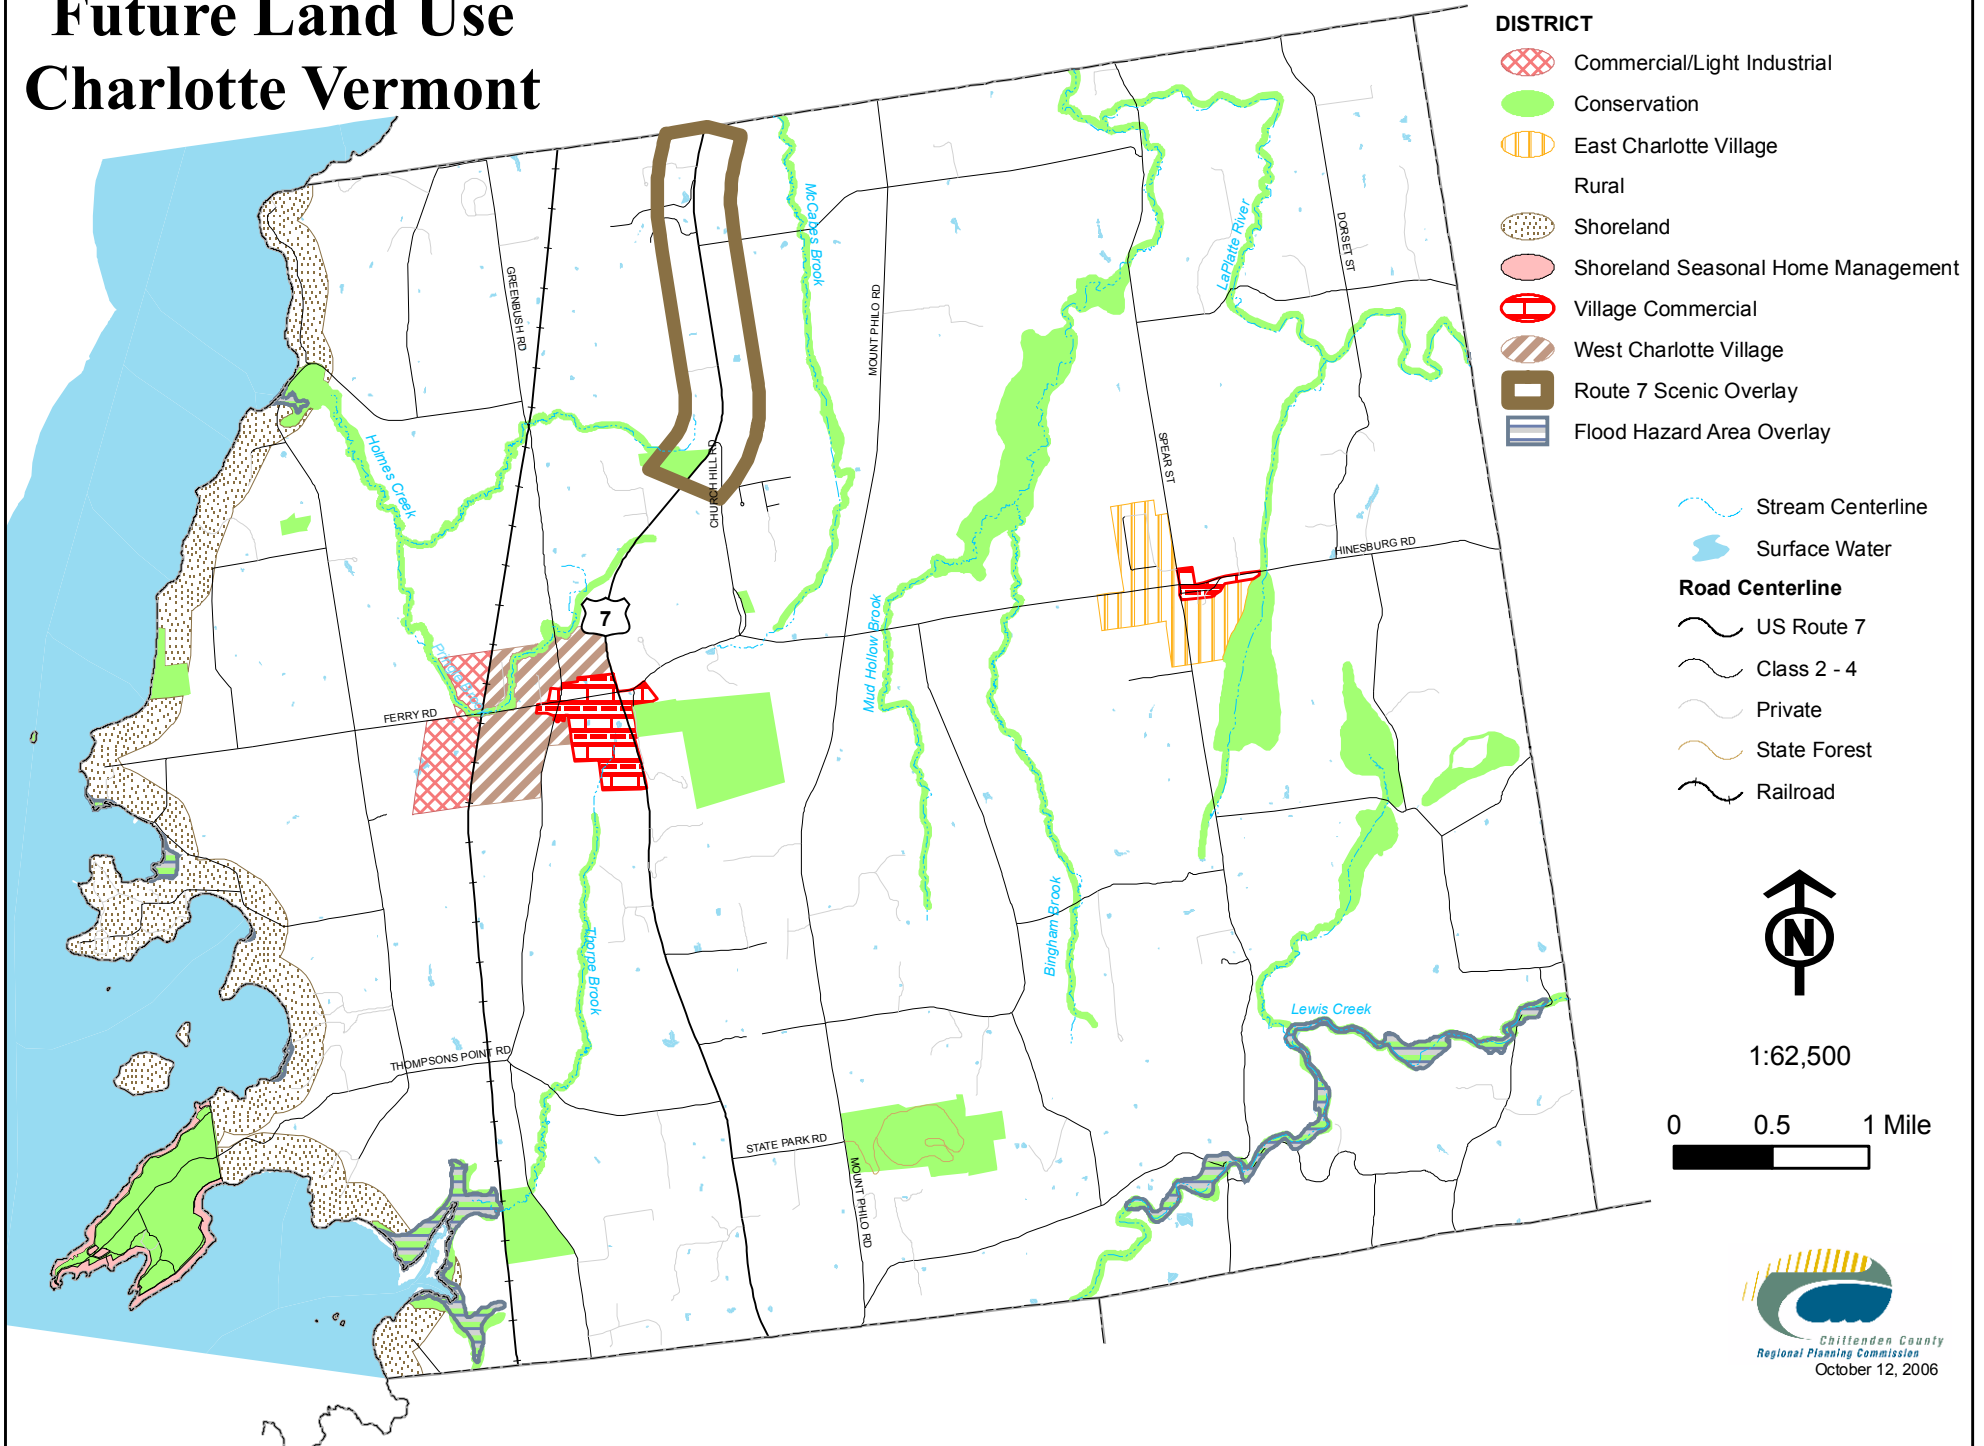 Future Land Use
Charlotte Vermont
DISTRICT
Commercial/Light Industrial
Conservation
East Charlotte Village
Rural
Shoreland
Shoreland Seasonal Home Management
Village Commercial
West Charlotte Village
Route 7 Scenic Overlay
Flood Hazard Area Overlay
Stream Centerline
Surface Water
Road Centerline
US Route 7
Class 2 - 4
Private
State Forest
Railroad
N
1:62,500
0 0.5 1 Mile
Chittenden County
Regional Planning Commission
October 12, 2006
McCabes Brook
LaPlatte River
DORSET ST
GREENBUSH RD
MOUNT PHILO RD
Holmes Creek
CHURCH HILL RD
SPEAR ST
HINESBURG RD
7
Mud Hollow Brook
FERRY RD
Thorpe Brook
Bingham Brook
Lewis Creek
THOMPSONS POINT RD
STATE PARK RD
MOUNT PHILO RD